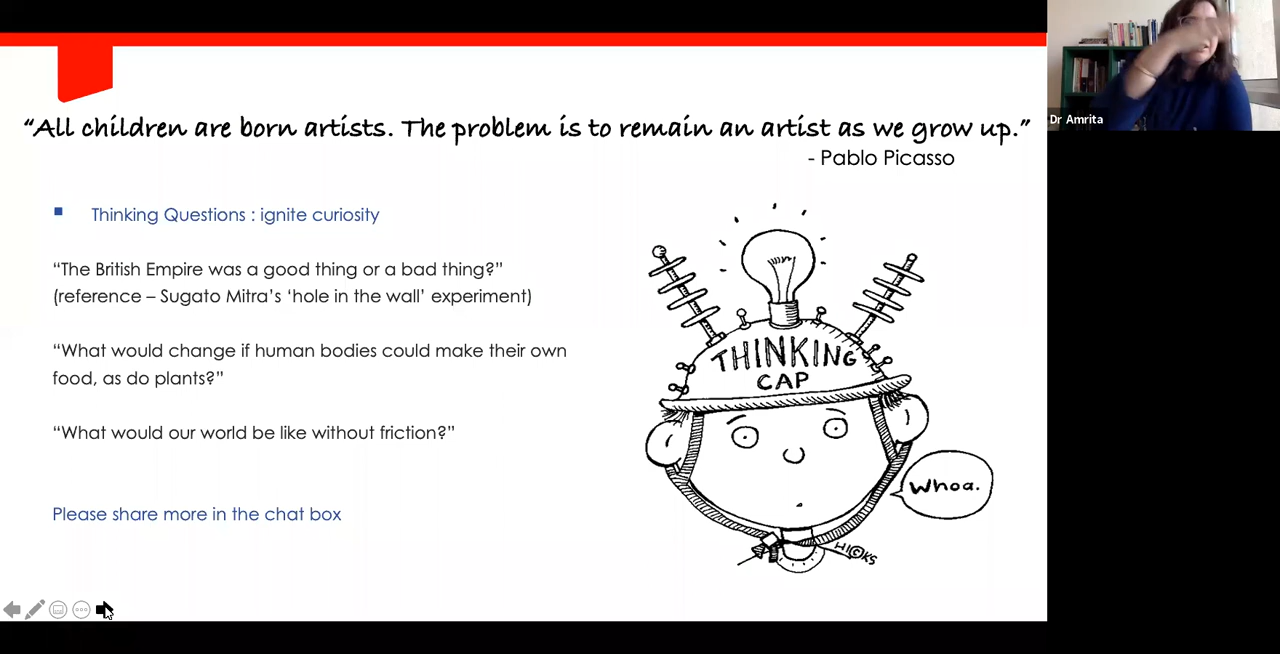 “All children are born artists. The problem is to remain an artist as we grow up.”
- Pablo Picasso
Dr Amrita
▪ Thinking Questions : ignite curiosity
“The British Empire was a good thing or a bad thing?”
(reference – Sugato Mitra’s ‘hole in the wall’ experiment)
“What would change if human bodies could make their own
food, as do plants?”
“What would our world be like without friction?”
Please share more in the chat box
THINKING
CAP
Whoa.
HICKS